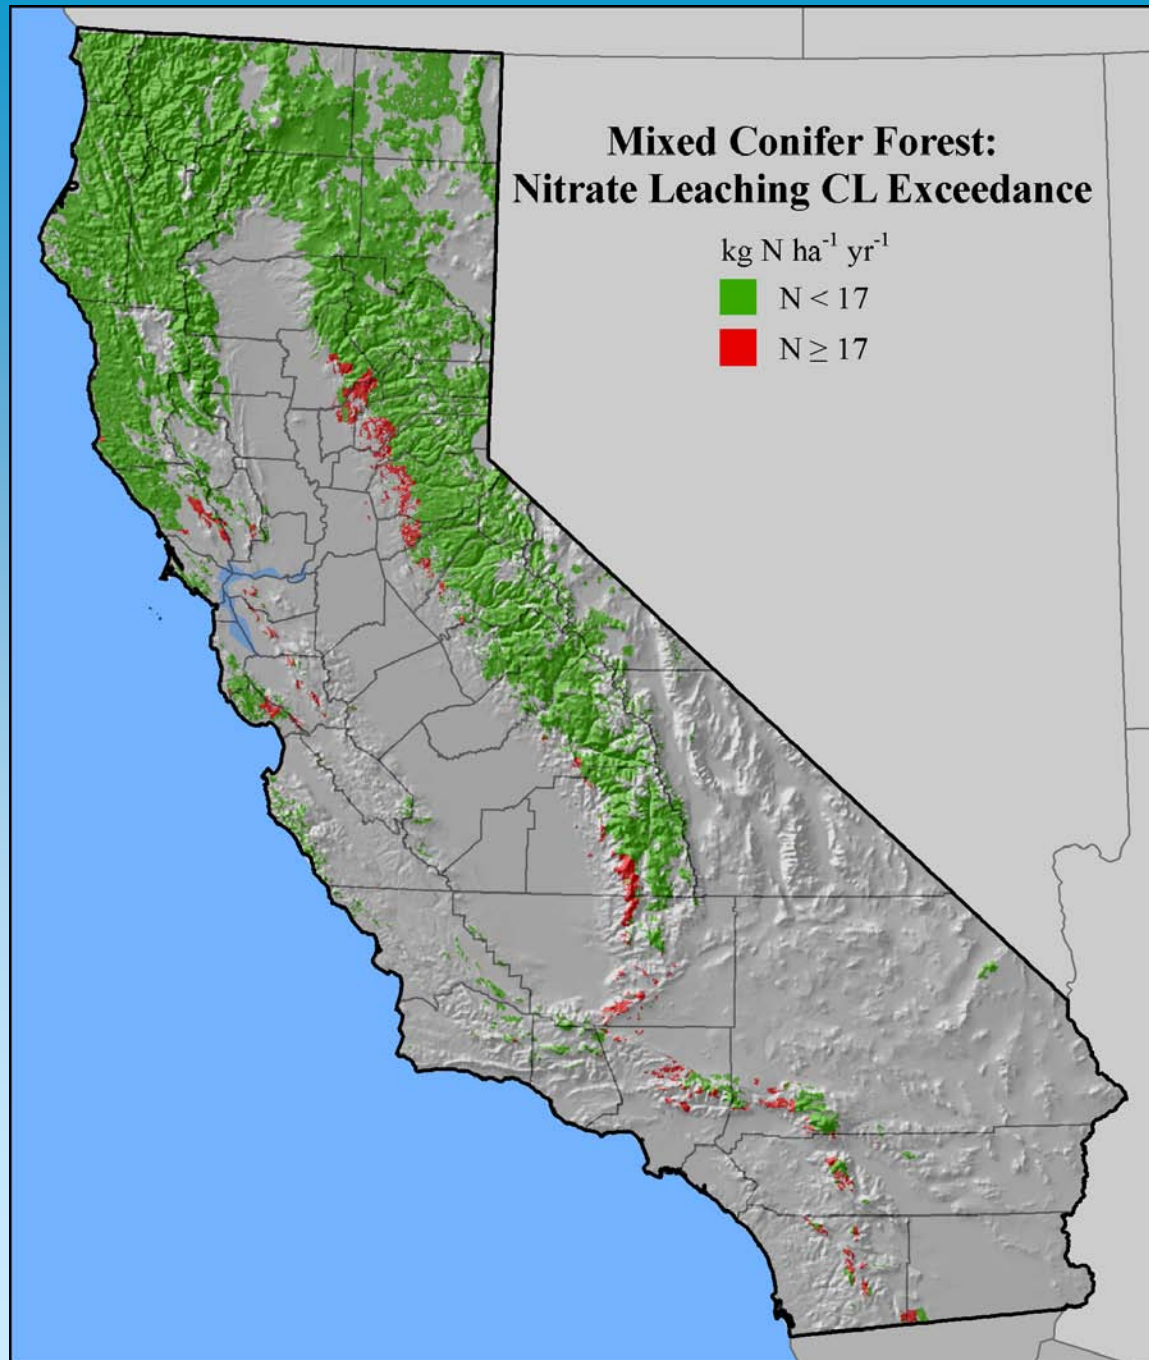 Mixed Conifer Forest:
Nitrate Leaching CL Exceedance
kg N ha⁻¹ yr⁻¹
N < 17
N ≥ 17